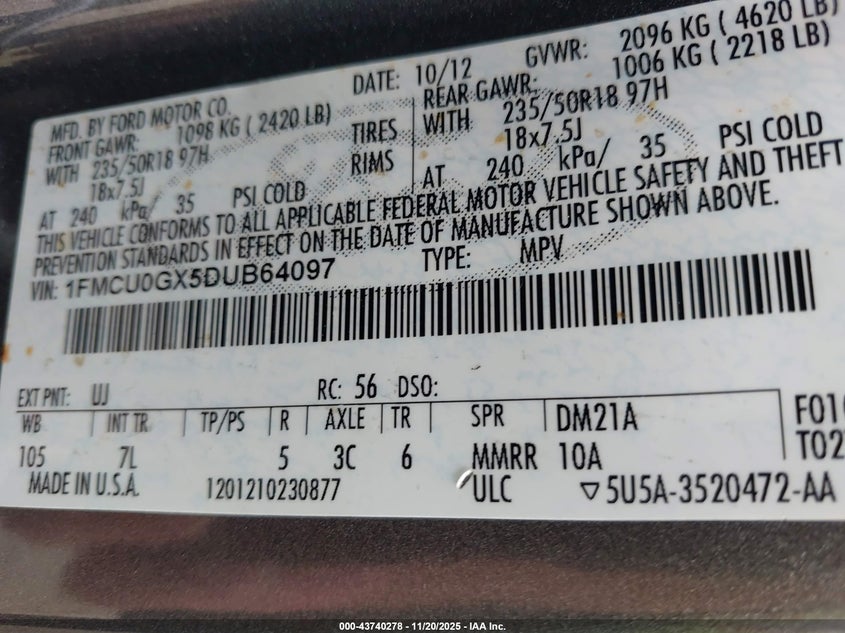 MFD. BY FORD MOTOR CO. DATE: 10/12 GVWR: 2096 KG ( 4620 LB)
FRONT GAWR: 1098 KG ( 2420 LB) REAR GAWR: 1006 KG ( 2218 LB)
WITH 235/50R18 97H TIRES WITH 235/50R18 97H
18x7.5J RIMS 18x7.5J
AT 240 kPa/ 35 PSI COLD AT 240 kPa/ 35 PSI COLD
THIS VEHICLE CONFORMS TO ALL APPLICABLE FEDERAL MOTOR VEHICLE SAFETY AND THEFT
PREVENTION STANDARDS IN EFFECT ON THE DATE OF MANUFACTURE SHOWN ABOVE.
VIN: 1FMCU0GX5DUB64097 TYPE: MPV
EXT PNT: UJ RC: 56 DSO:
WB INT TR TP/PS R AXLE TR SPR DM21A
105 7L 5 3C 6 MMRR 10A
MADE IN U.S.A. 1201210230877 ULC ▽5U5A-3520472-AA
000-43740278 - 11/20/2025 - IAA Inc.